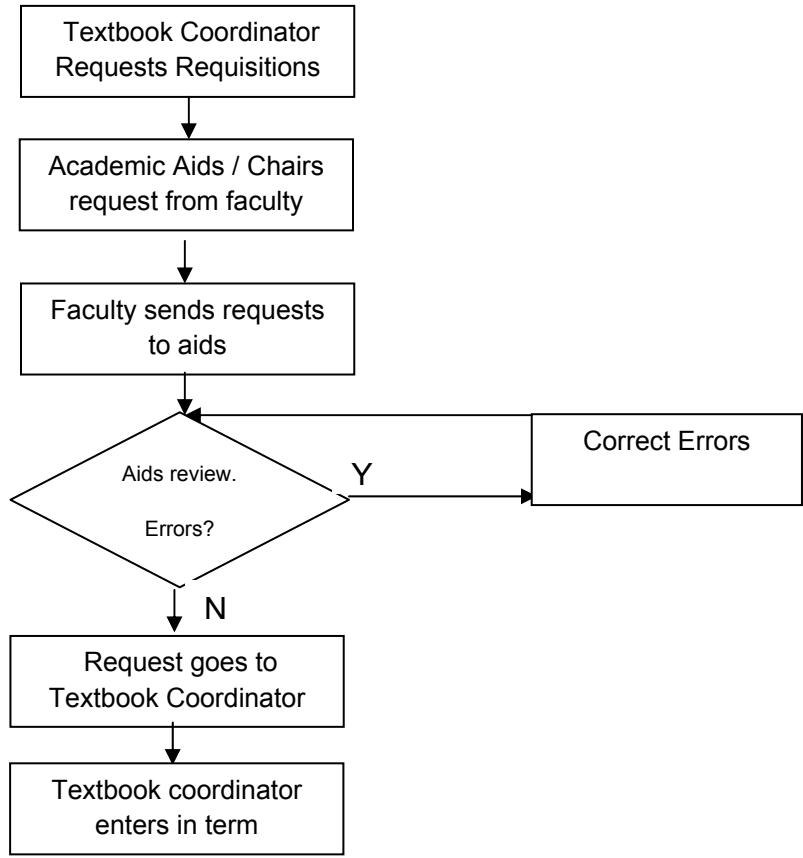 Textbook Coordinator
Requests Requisitions
Academic Aids / Chairs
request from faculty
Faculty sends requests
to aids
Aids review.
Errors?
Y
Correct Errors
N
Request goes to
Textbook Coordinator
Textbook coordinator
enters in term